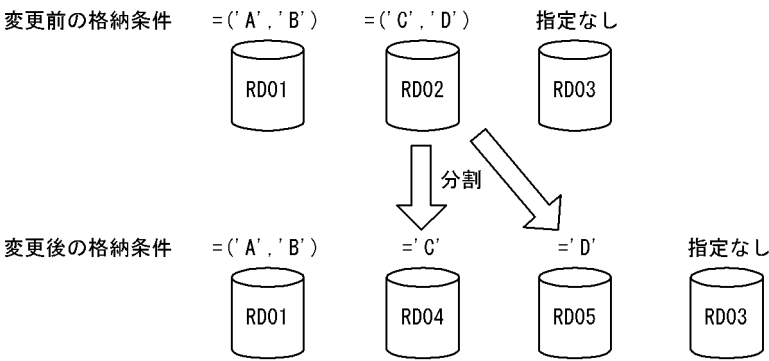 変更前の格納条件 =('A','B') =('C','D') 指定なし
RD01 RD02 RD03
分割
変更後の格納条件 =('A','B') ='C' ='D' 指定なし
RD01 RD04 RD05 RD03